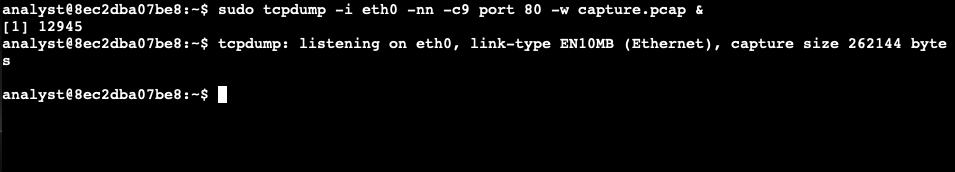 analyst@8ec2dba07be8:~$ sudo tcpdump -i eth0 -nn -c9 port 80 -w capture.pcap &
[1] 12945
analyst@8ec2dba07be8:~$ tcpdump: listening on eth0, link-type EN10MB (Ethernet), capture size 262144 byte
s
analyst@8ec2dba07be8:~$